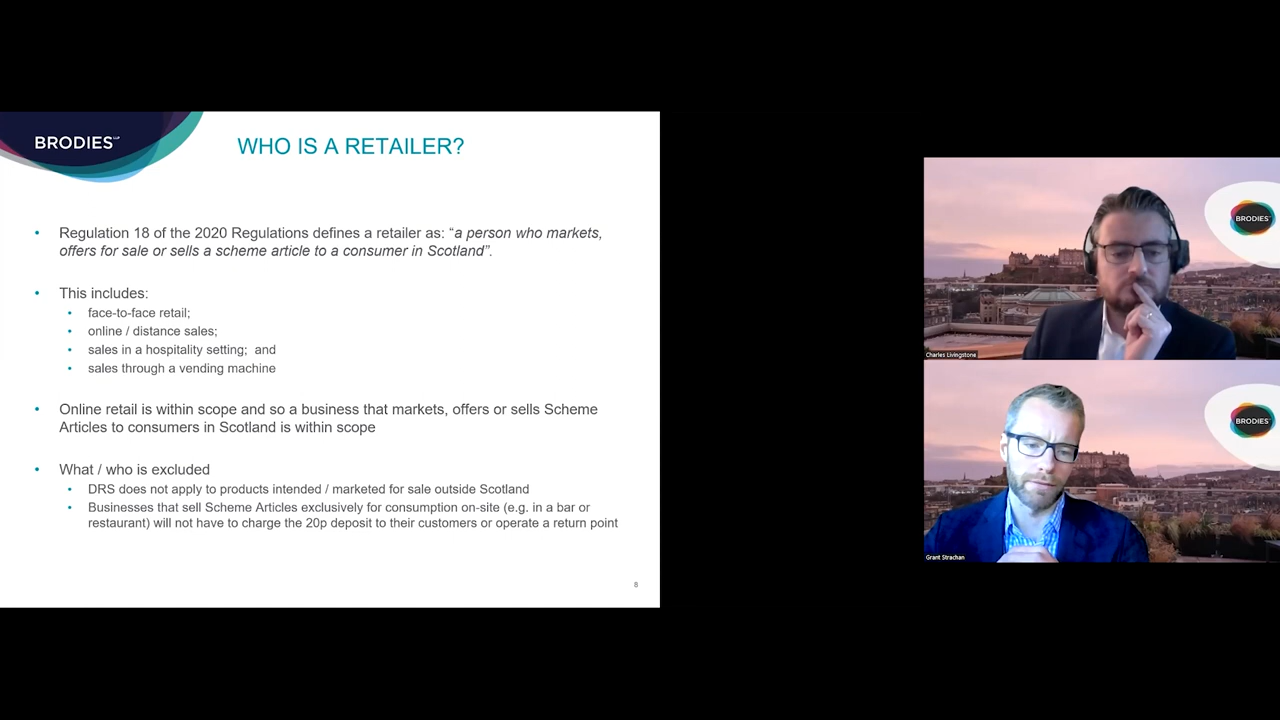 BRODIES LLP
WHO IS A RETAILER?
• Regulation 18 of the 2020 Regulations defines a retailer as: “a person who markets,
offers for sale or sells a scheme article to a consumer in Scotland”.
• This includes:
• face-to-face retail;
• online / distance sales;
• sales in a hospitality setting; and
• sales through a vending machine
• Online retail is within scope and so a business that markets, offers or sells Scheme
Articles to consumers in Scotland is within scope
• What / who is excluded
• DRS does not apply to products intended / marketed for sale outside Scotland
• Businesses that sell Scheme Articles exclusively for consumption on-site (e.g. in a bar or
restaurant) will not have to charge the 20p deposit to their customers or operate a return point
8
BRODIES
Charles Livingstone
BRODIES
Grant Strachan